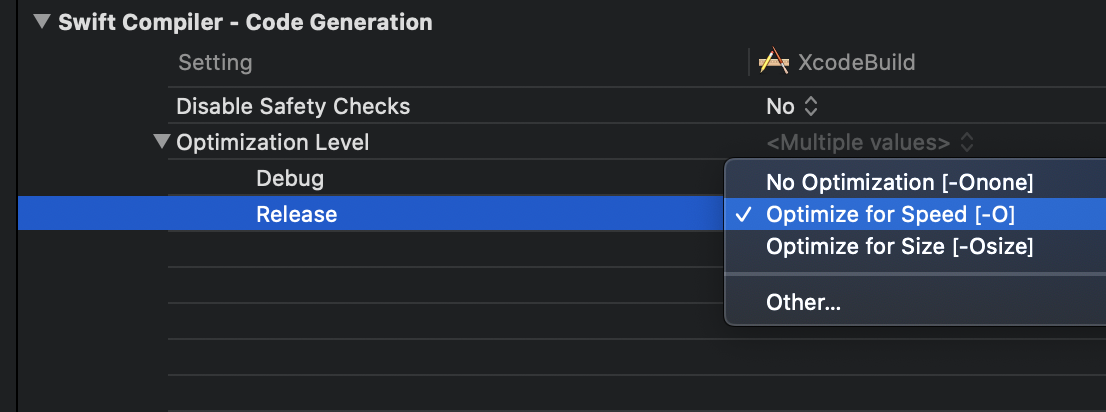 Swift Compiler - Code Generation
Setting XcodeBuild
Disable Safety Checks No
Optimization Level <Multiple values>
Debug No Optimization [-Onone]
Release Optimize for Speed [-O]
Optimize for Size [-Osize]
Other...